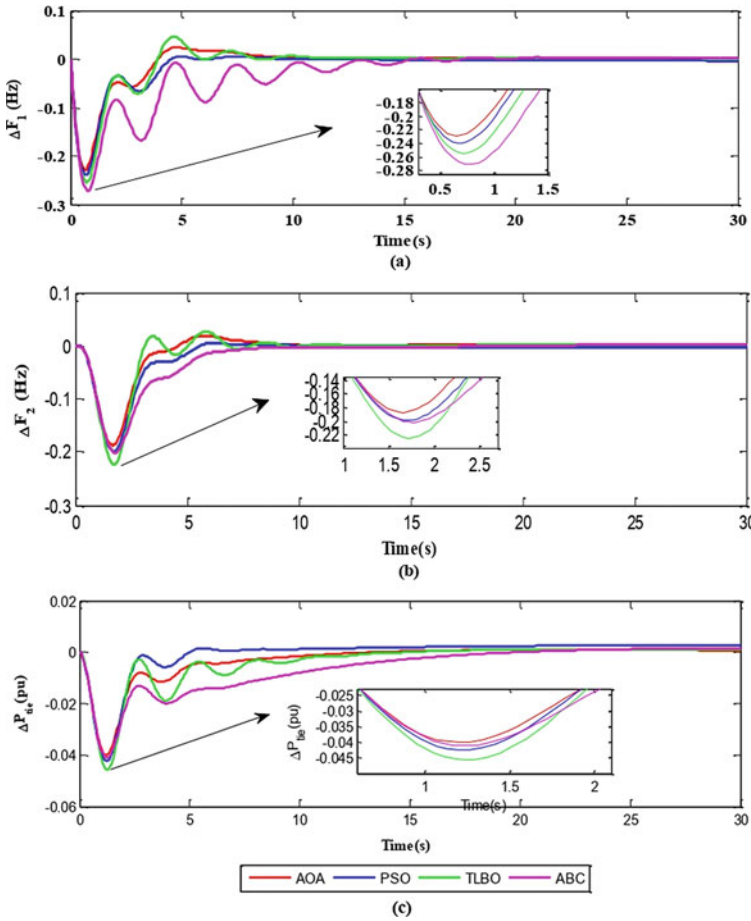 0.1
0
-0.1
-0.2
-0.3
ΔF1 (Hz)
-0.16
-0.18
-0.2
-0.22
-0.24
-0.26
-0.28
0.5 1 1.5
0 5 10 15 20 25 30
Time(s)
(a)
0.1
0
-0.1
-0.2
-0.3
ΔF2 (Hz)
-0.14
-0.16
-0.18
-0.2
-0.22
1 1.5 2 2.5
0 5 10 15 20 25 30
Time(s)
(b)
0.02
0
-0.02
-0.04
-0.06
ΔPtie(pu)
-0.025
-0.030
-0.035
-0.040
-0.045
ΔPtie(pu)
1 1.5 2
Time(s)
0 5 10 15 20 25 30
Time(s)
AOA PSO TLBO ABC
(c)